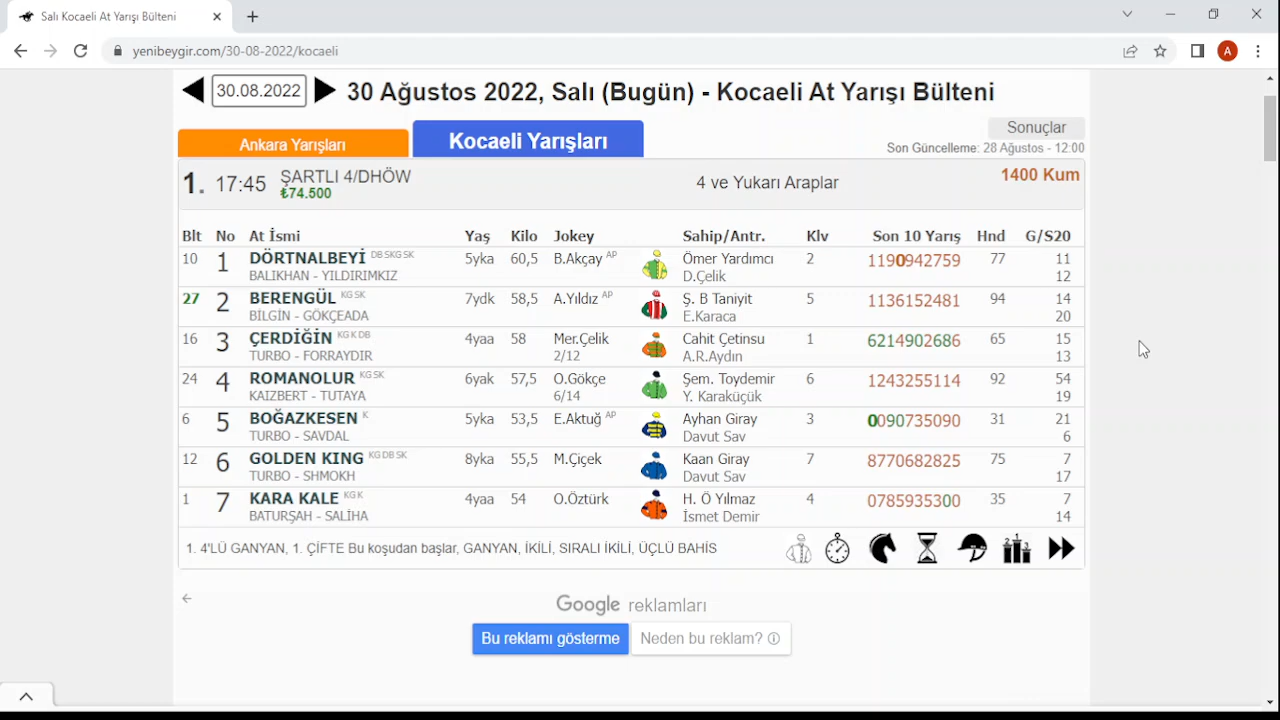 Salı Kocaeli At Yarışı Bülteni
yenibeygir.com/30-08-2022/kocaeli
A
30.08.2022
30 Ağustos 2022, Salı (Bugün) - Kocaeli At Yarışı Bülteni
Ankara Yarışları
Kocaeli Yarışları
Sonuçlar
Son Güncelleme: 28 Ağustos - 12:00
1. 17:45 ŞARTLI 4/DHÖW 4 ve Yukarı Araplar 1400 Kum
₺74.500
Blt No At İsmi Yaş Kilo Jokey Sahip/Antr. Klv Son 10 Yarış Hnd G/S20
10 1 DÖRTNALBEYİ DB SKG SK 5yka 60,5 B.Akçay AP Ömer Yardımcı 2 1190942759 77 11
BALIKHAN - YILDIRIMKIZ D.Çelik 12
27 2 BERENGÜL KG SK 7ydk 58,5 A.Yıldız AP Ş. B Taniyit 5 1136152481 94 14
BİLGİN - GÖKÇEADA E.Karaca 20
16 3 ÇERDİĞİN KG K DB 4yaa 58 Mer.Çelik Cahit Çetinsu 1 6214902686 65 15
TURBO - FORRAYDIR 2/12 A.R.Aydın 13
24 4 ROMANOLUR KG SK 6yak 57,5 O.Gökçe Şem. Toydemir 6 1243255114 92 54
KAIZBERT - TUTAYA 6/14 Y. Karaküçük 19
6 5 BOĞAZKESEN K 5yka 53,5 E.Aktuğ AP Ayhan Giray 3 0090735090 31 21
TURBO - SAVDAL Davut Sav 6
12 6 GOLDEN KING KG DB SK 8yka 55,5 M.Çiçek Kaan Giray 7 8770682825 75 7
TURBO - SHMOKH Davut Sav 17
1 7 KARA KALE KG K 4yaa 54 O.Öztürk H. Ö Yılmaz 4 0785935300 35 7
BATURŞAH - SALİHA İsmet Demir 14
1. 4'LÜ GANYAN, 1. ÇİFTE Bu koşudan başlar, GANYAN, İKİLİ, SIRALI İKİLİ, ÜÇLÜ BAHİS
Google reklamları
Bu reklamı gösterme
Neden bu reklam?